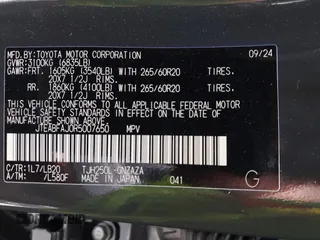 MFD.BY:TOYOTA MOTOR CORPORATION 09/24
GVWR:3100KG (6835LB)
GAWR:FRT. 1605KG (3540LB) WITH 265/60R20 TIRES.
20X7 1/2J RIMS.
RR. 1860KG (4100LB) WITH 265/60R20 TIRES.
20X7 1/2J RIMS.
THIS VEHICLE CONFORMS TO ALL APPLICABLE FEDERAL MOTOR
VEHICLE SAFETY STANDARDS IN EFFECT ON THE DATE OF
MANUFACTURE SHOWN ABOVE.
JTEABFAJ0R5007650 MPV
C/TR:1L7/LB20 TJH250L-GNZAZA
A/TM: /L580F MADE IN JAPAN 041 G